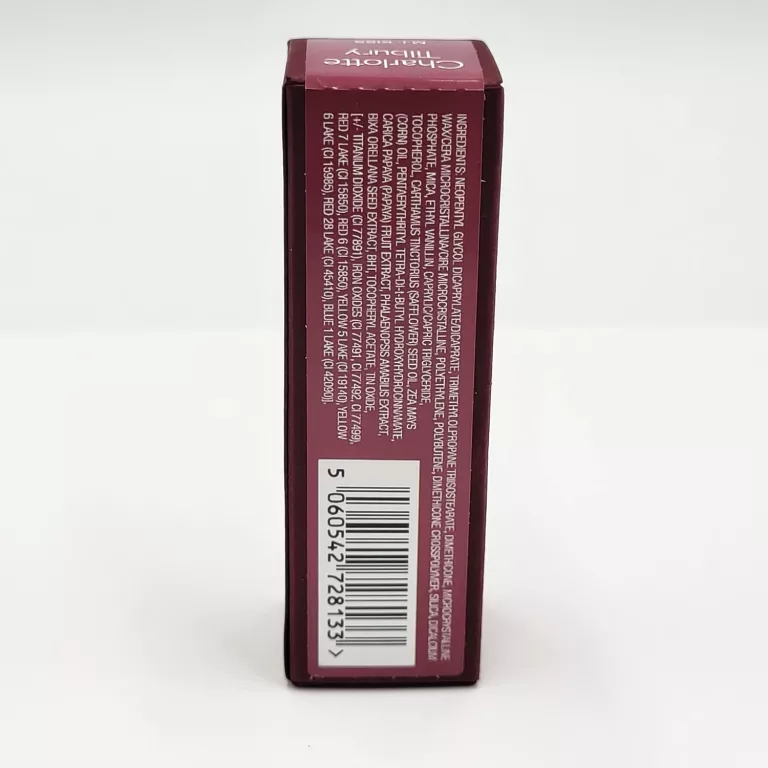 Charlotte
Tilbury
M.I. KISS
INGREDIENTS: NEOPENTYL GLYCOL DICAPRYLATE/DICAPRATE, TRIMETHYLOLPROPANE TRIISOSTEARATE, DIMETHICONE, MICROCRYSTALLINE
WAX/CERA MICROCRISTALLINA/CIRE MICROCRISTALLINE, POLYETHYLENE, POLYBUTENE, DIMETHICONE CROSSPOLYMER, SILICA, DICALCIUM
PHOSPHATE, MICA, ETHYL VANILLIN, CAPRYLIC/CAPRIC TRIGLYCERIDE,
TOCOPHEROL, CARTHAMUS TINCTORIUS (SAFFLOWER) SEED OIL, ZEA MAYS
(CORN) OIL, PENTAERYTHRITYL TETRA-DI-T-BUTYL HYDROXYHYDROCINNAMATE,
CARICA PAPAYA (PAPAYA) FRUIT EXTRACT, PHALAENOPSIS AMABILIS EXTRACT,
BIXA ORELLANA SEED EXTRACT, BHT, TOCOPHERYL ACETATE, TIN OXIDE,
[+/- TITANIUM DIOXIDE (CI 77891), IRON OXIDES (CI 77491, CI 77492, CI 77499),
RED 7 LAKE (CI 15850), RED 6 (CI 15850), YELLOW 5 LAKE (CI 19140), YELLOW
6 LAKE (CI 15985), RED 28 LAKE (CI 45410), BLUE 1 LAKE (CI 42090)].
5 060542 728133 >